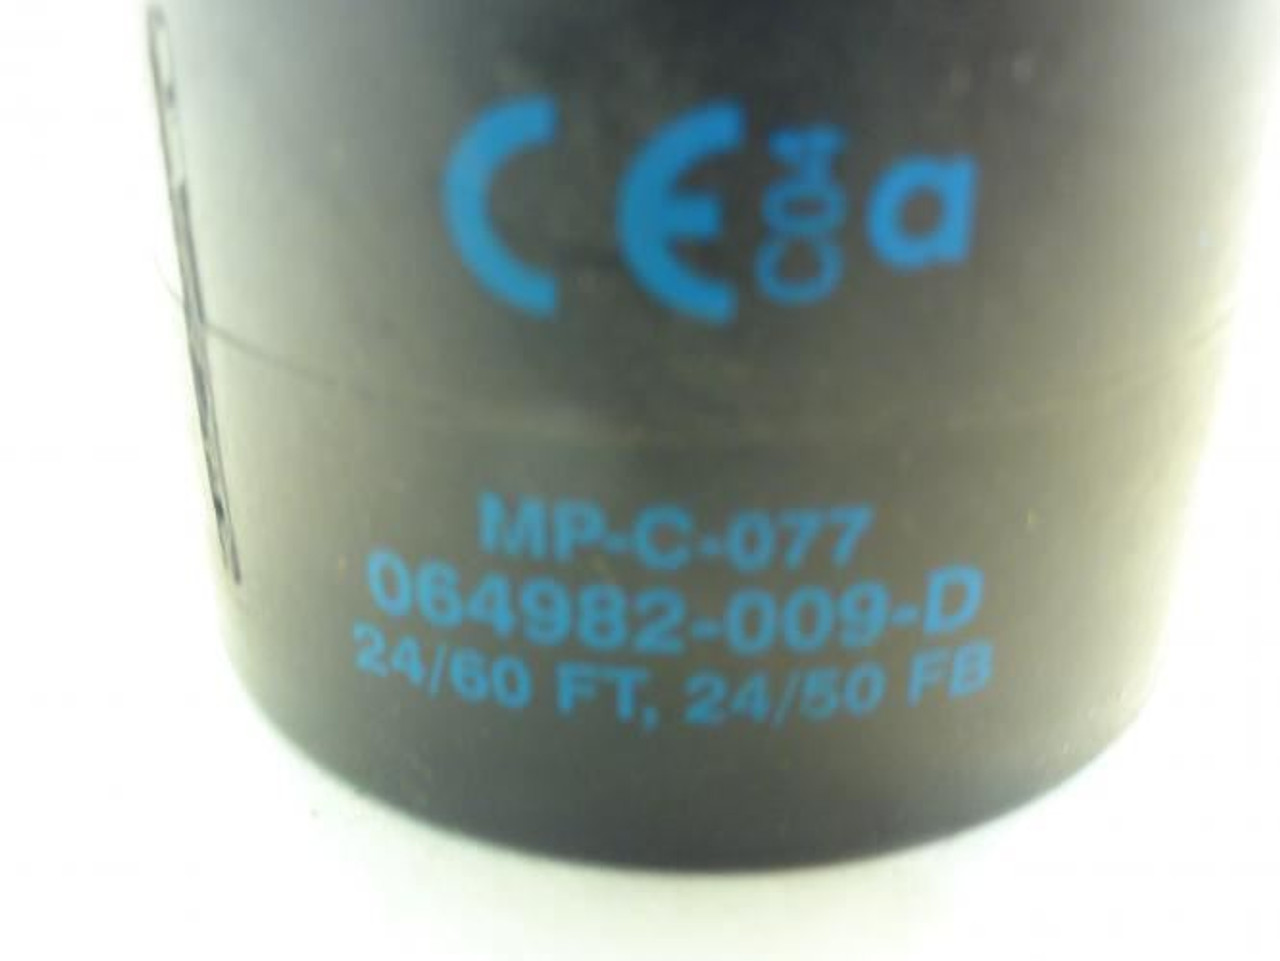 CE C04 a
MP-C-077
064982-009-D
24/60 FT, 24/50 FB